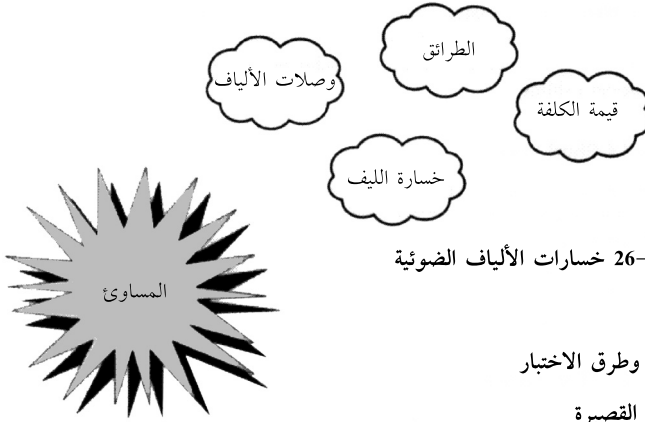 الطرائق
وصلات الألياف
قيمة الكلفة
خسارة الليف
26- خسارات الألياف الضوئية
المساوئ
وطرق الاختبار
القصيرة